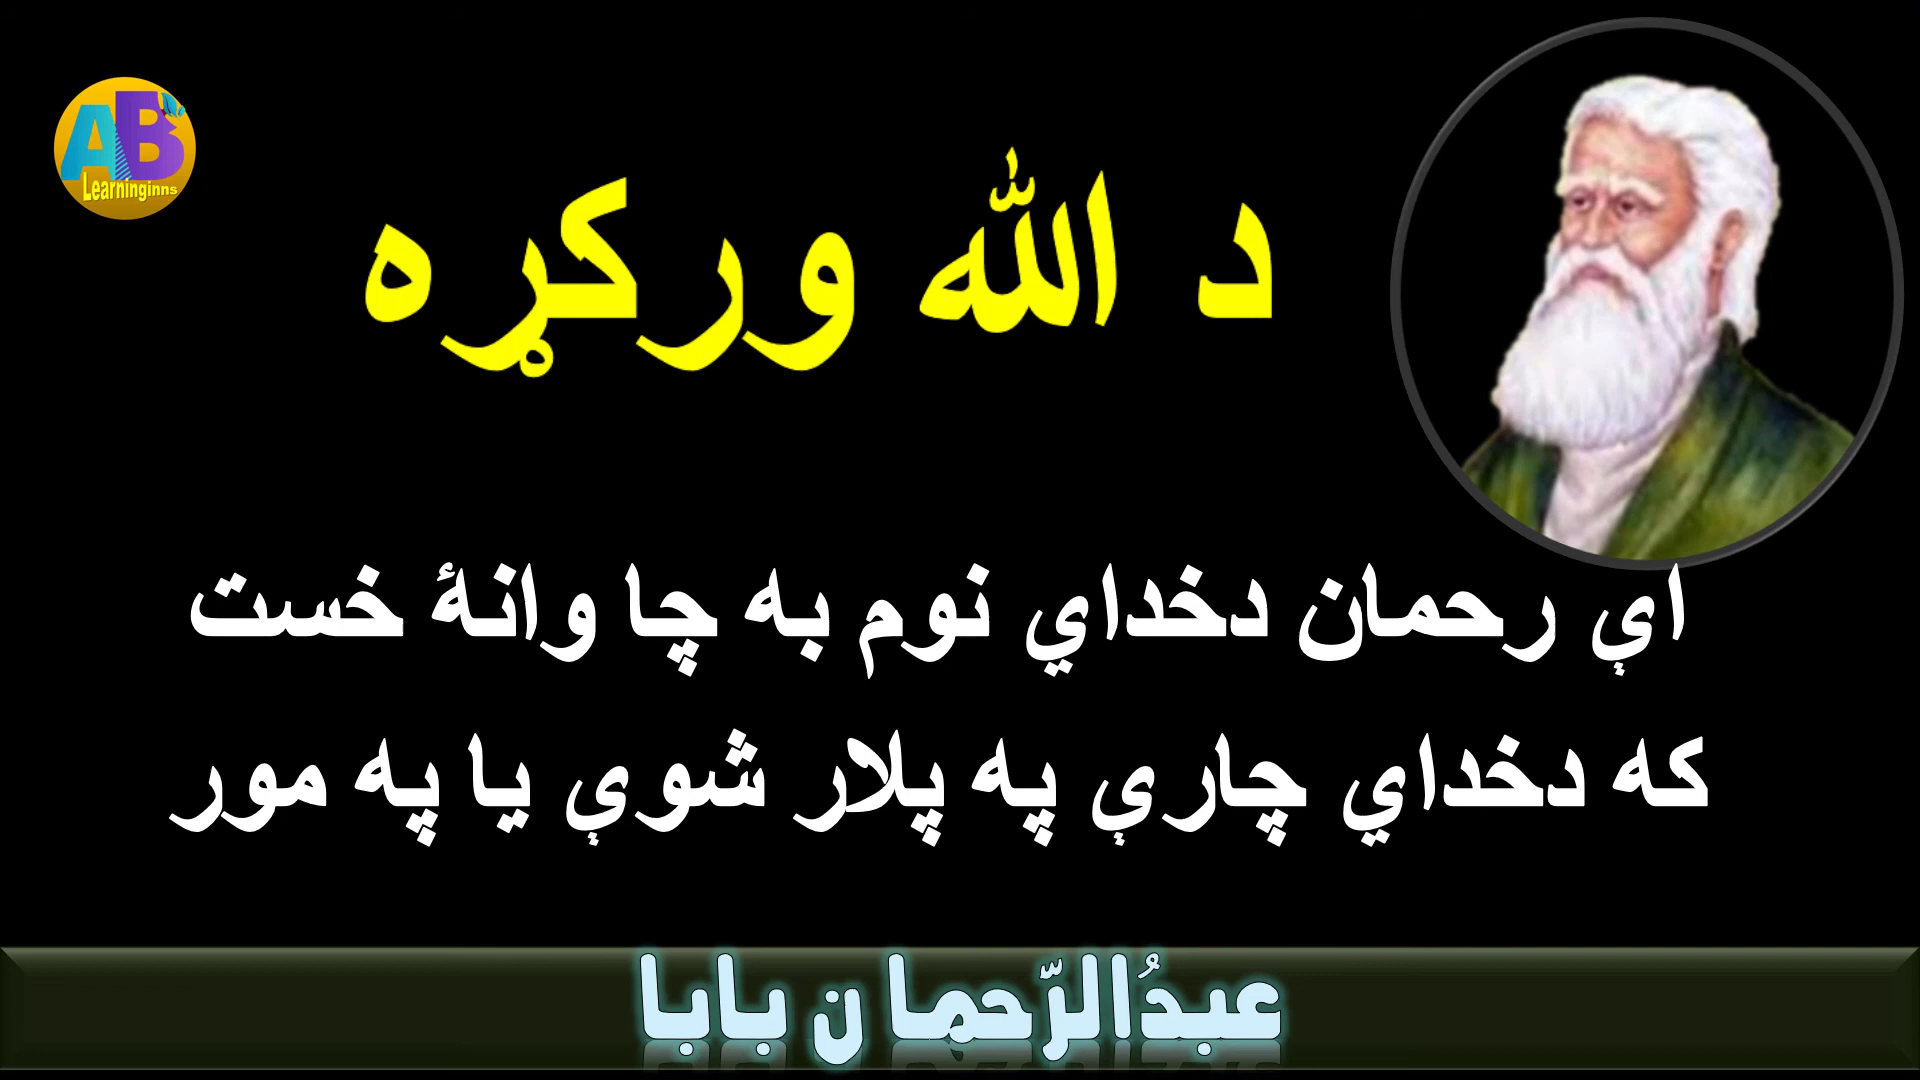 AB
Learninginns
د الله ورکړه
اې رحمان دخداي نوم به چا وانۀ خست
که دخداي چارې په پلار شوې يا په مور
عبدُالرّحمان بابا